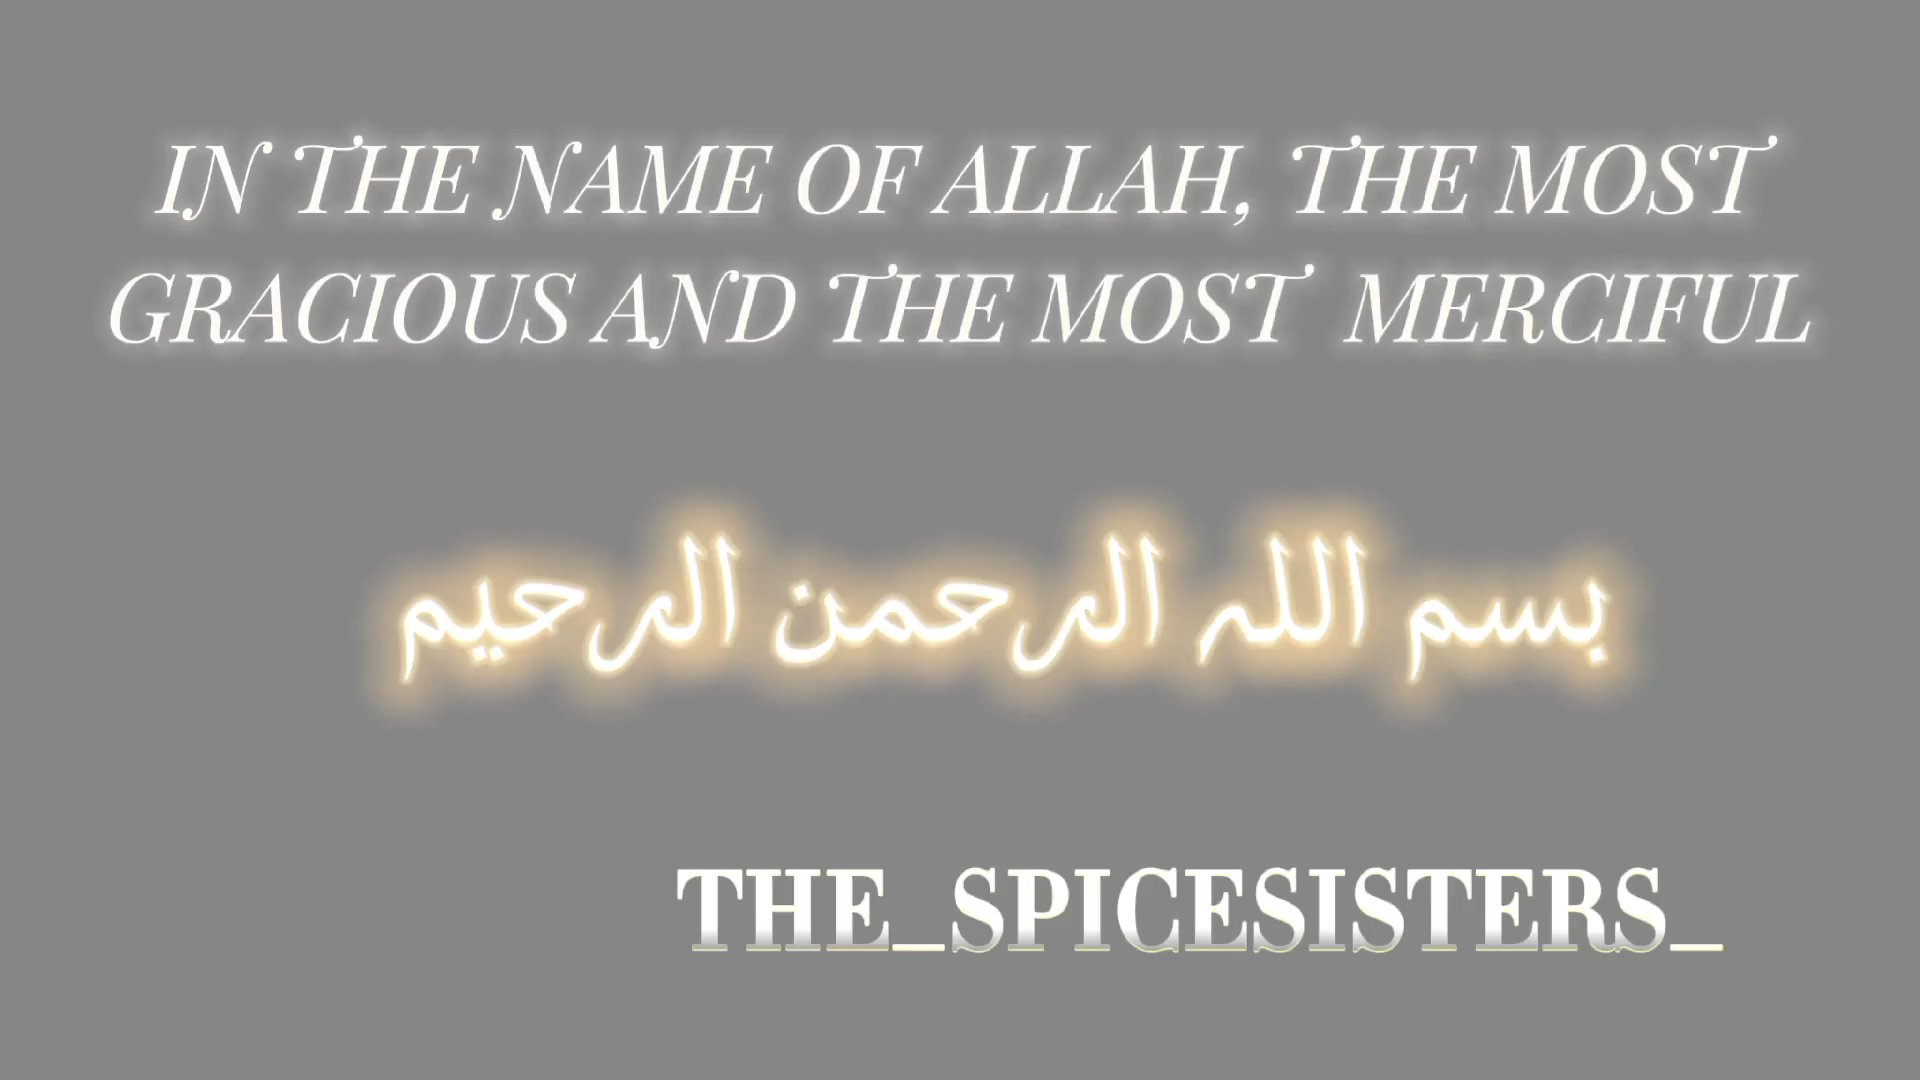 IN THE NAME OF ALLAH, THE MOST
GRACIOUS AND THE MOST MERCIFUL
بسم الله الرحمن الرحيم
THE_SPICESISTERS_